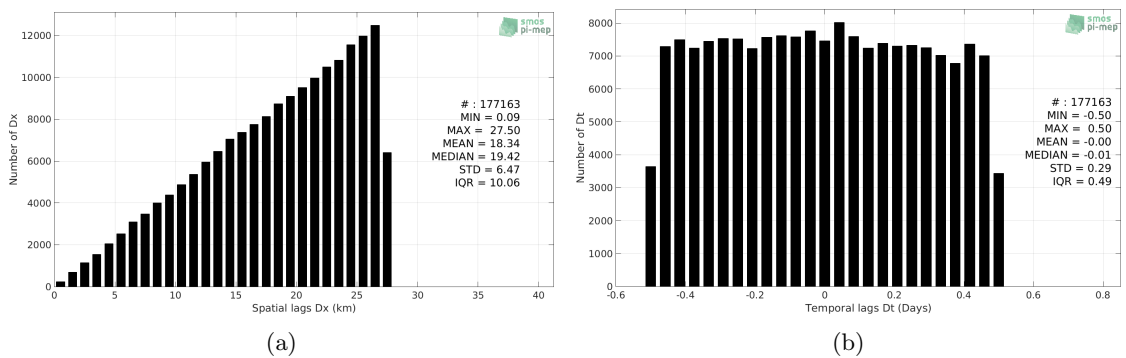 12000
10000
8000
6000
4000
2000
0
Number of Dx
0 5 10 15 20 25 30 35 40
Spatial lags Dx (km)
smos
pi-mep
# : 177163
MIN = 0.09
MAX = 27.50
MEAN = 18.34
MEDIAN = 19.42
STD = 6.47
IQR = 10.06
(a)
8000
7000
6000
5000
4000
3000
2000
1000
0
Number of Dt
-0.6 -0.4 -0.2 0 0.2 0.4 0.6 0.8
Temporal lags Dt (Days)
smos
pi-mep
# : 177163
MIN = -0.50
MAX = 0.50
MEAN = -0.00
MEDIAN = -0.01
STD = 0.29
IQR = 0.49
(b)